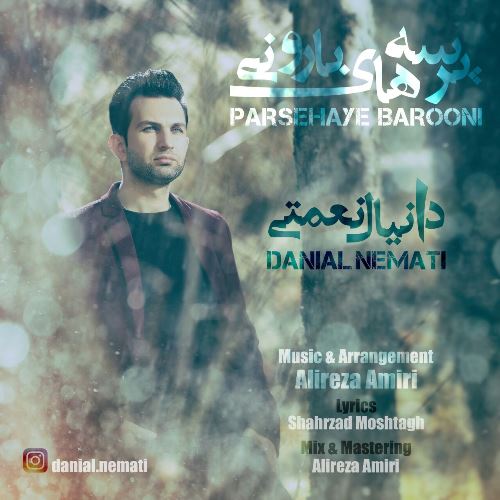 پرسه های بارونی
PARSEHAYE BAROONI
دانیال نعمتی
DANIAL NEMATI
Music & Arrangement
Alireza Amiri
Lyrics
Shahrzad Moshtagh
Mix & Mastering
Alireza Amiri
danial.nemati